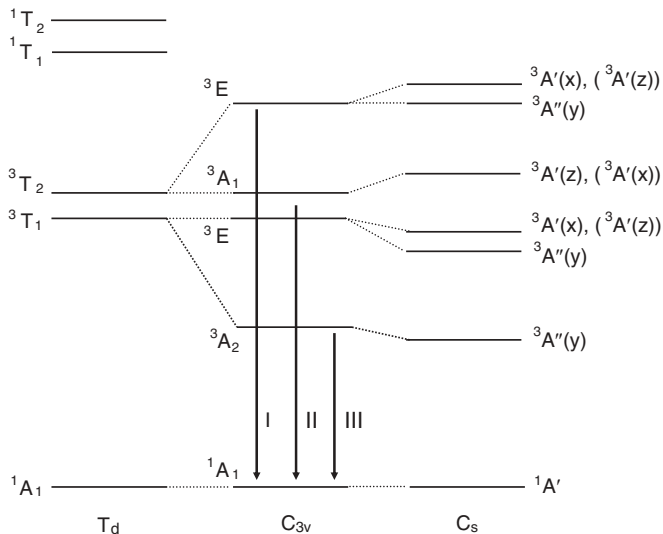 ¹T₂
¹T₁
³E
³A′(x), (³A′(z))
³A″(y)
³T₂
³A₁
³A′(z), (³A′(x))
³T₁
³E
³A′(x), (³A′(z))
³A″(y)
³A₂
³A″(y)
I
II
III
¹A₁
¹A₁
¹A′
T_d
C₃ᵥ
Cₛ